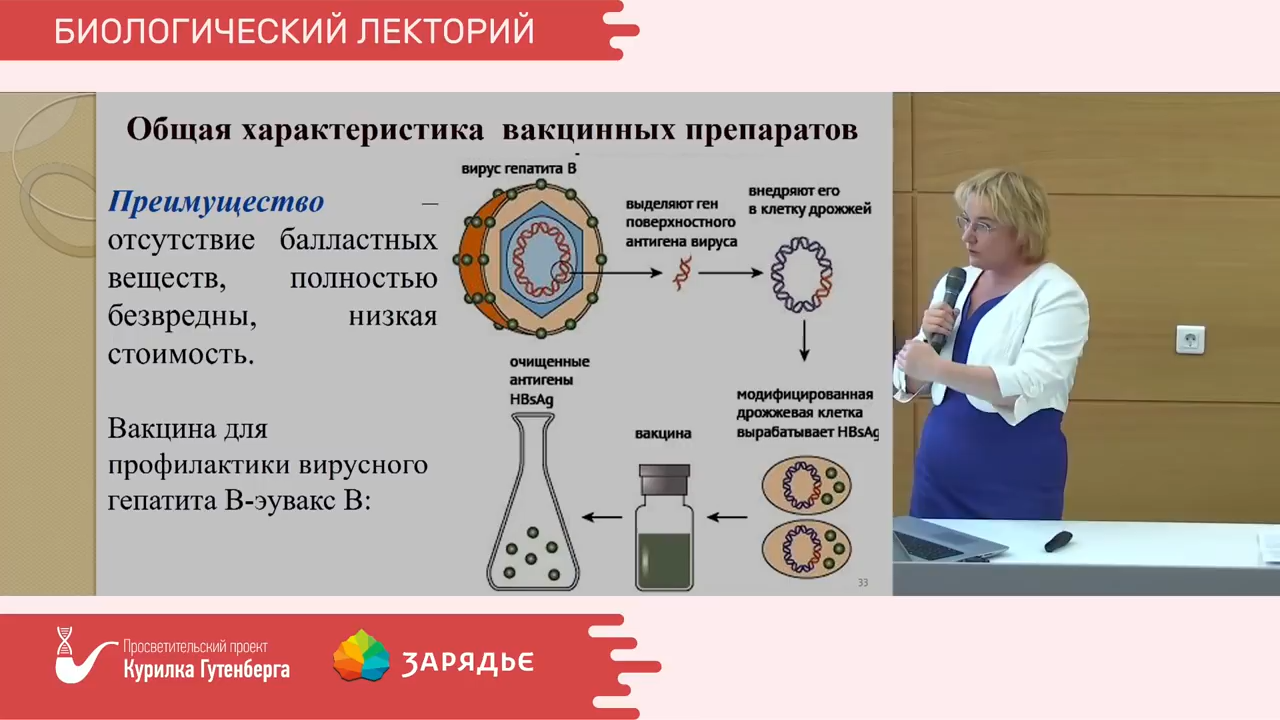 БИОЛОГИЧЕСКИЙ ЛЕКТОРИЙ
Общая характеристика вакцинных препаратов
Преимущество –
отсутствие балластных
веществ, полностью
безвредны, низкая
стоимость.
Вакцина для
профилактики вирусного
гепатита В-эувакс В:
вирус гепатита В
выделяют ген
поверхностного
антигена вируса
внедряют его
в клетку дрожжей
модифицированная
дрожжевая клетка
вырабатывает HBsAg
вакцина
очищенные
антигены
HBsAg
33
Просветительский проект
Курилка Гутенберга
ЗАРЯДЬЕ